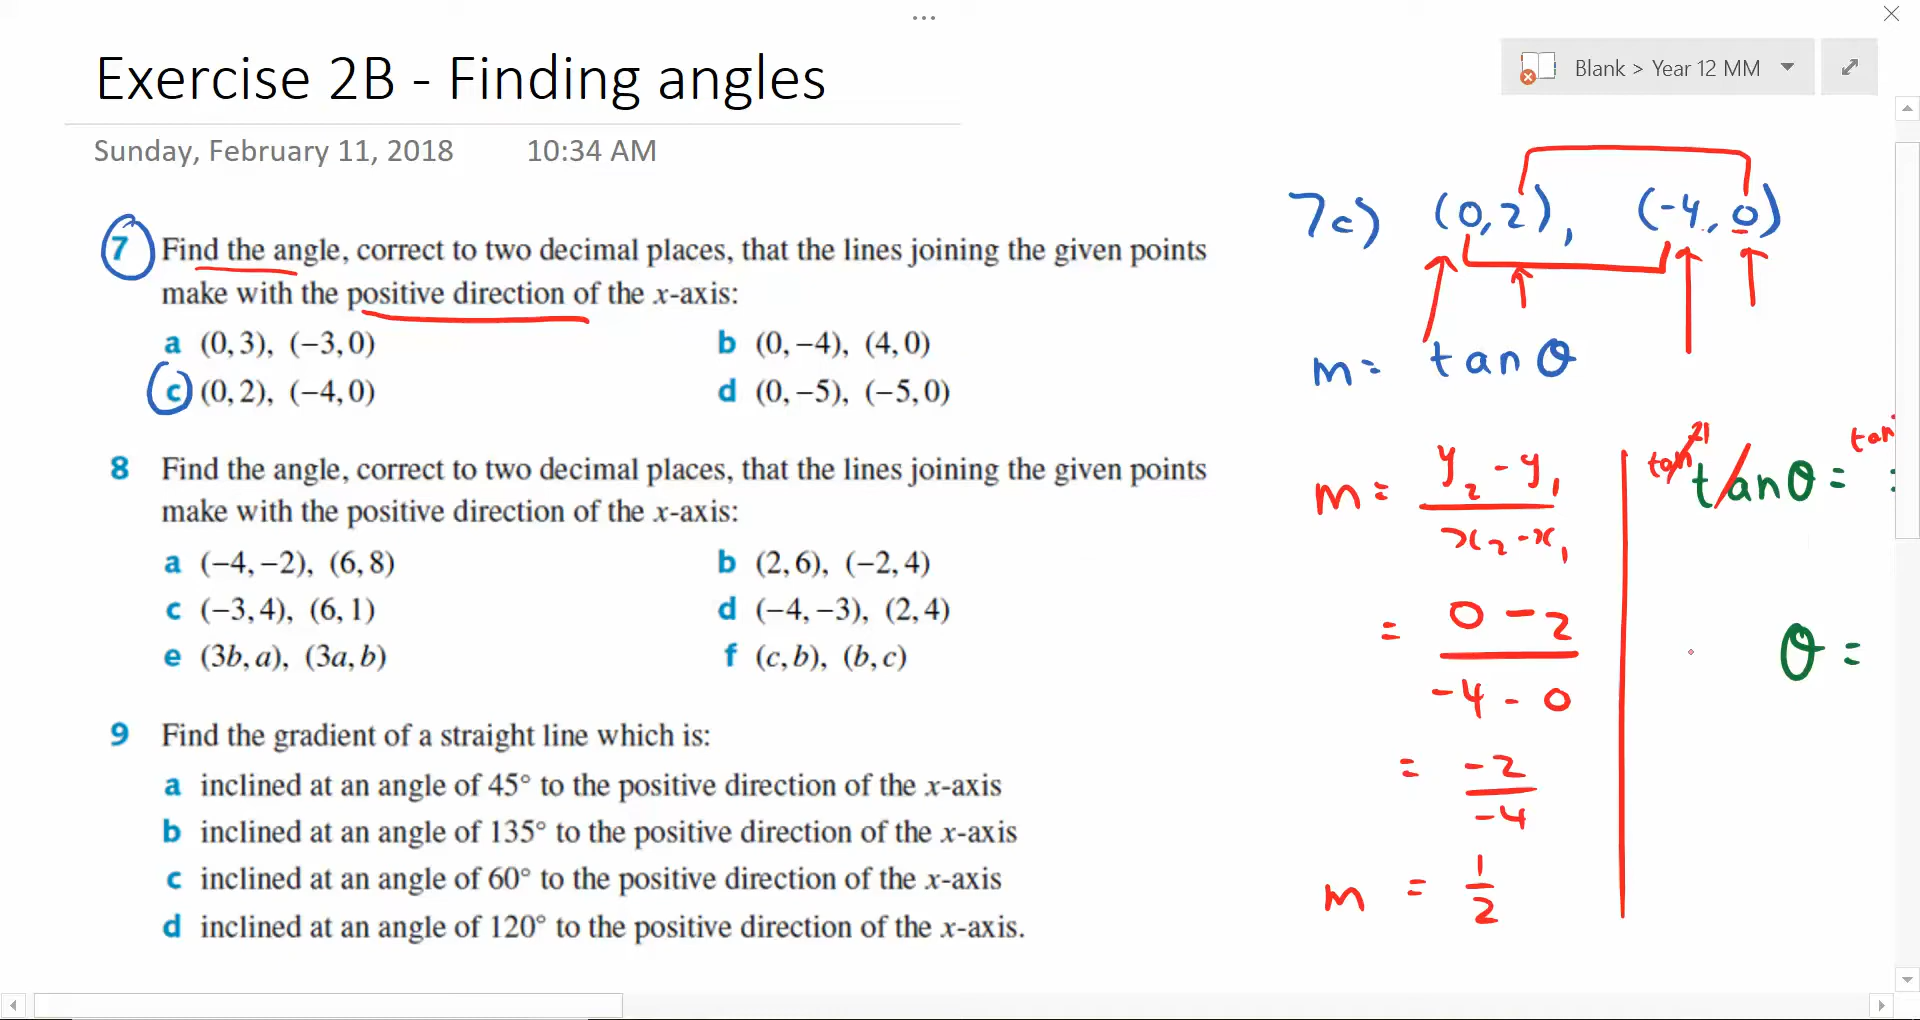 ...
Exercise 2B - Finding angles
Blank > Year 12 MM
Sunday, February 11, 2018 10:34 AM
7 Find the angle, correct to two decimal places, that the lines joining the given points
make with the positive direction of the x-axis:
a (0, 3), (−3, 0) b (0, −4), (4, 0)
c (0, 2), (−4, 0) d (0, −5), (−5, 0)
8 Find the angle, correct to two decimal places, that the lines joining the given points
make with the positive direction of the x-axis:
a (−4, −2), (6, 8) b (2, 6), (−2, 4)
c (−3, 4), (6, 1) d (−4, −3), (2, 4)
e (3b, a), (3a, b) f (c, b), (b, c)
9 Find the gradient of a straight line which is:
a inclined at an angle of 45° to the positive direction of the x-axis
b inclined at an angle of 135° to the positive direction of the x-axis
c inclined at an angle of 60° to the positive direction of the x-axis
d inclined at an angle of 120° to the positive direction of the x-axis.
7c) (0, 2), (-4, 0)
m = tan θ
m = y₂ - y₁
x₂ - x₁
= 0 - 2
-4 - 0
= -2
-4
m = 1
2
tan
tan θ =
tan
θ =